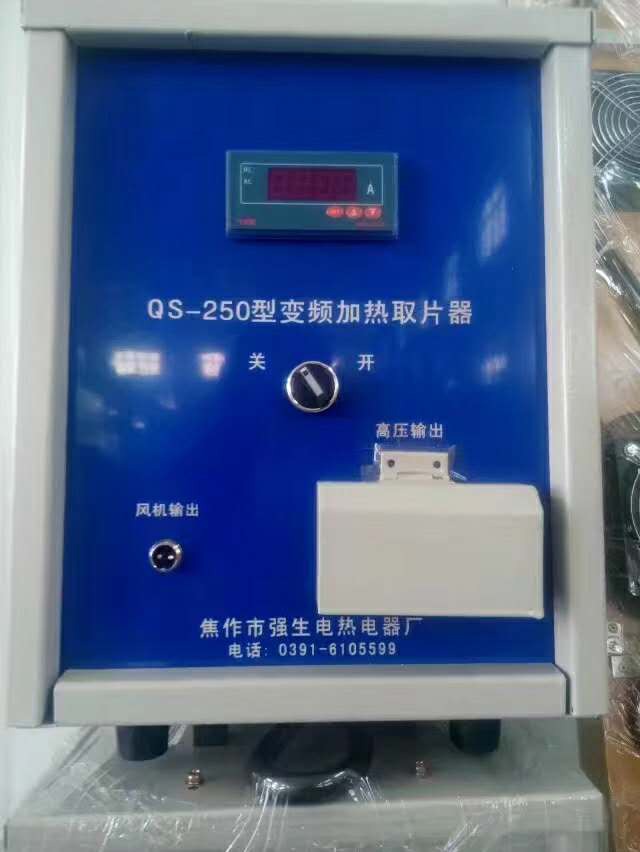 A
QS-250型变频加热取片器
关 开
高压输出
风机输出
焦作市强生电热电器厂
电话: 0391-6105599